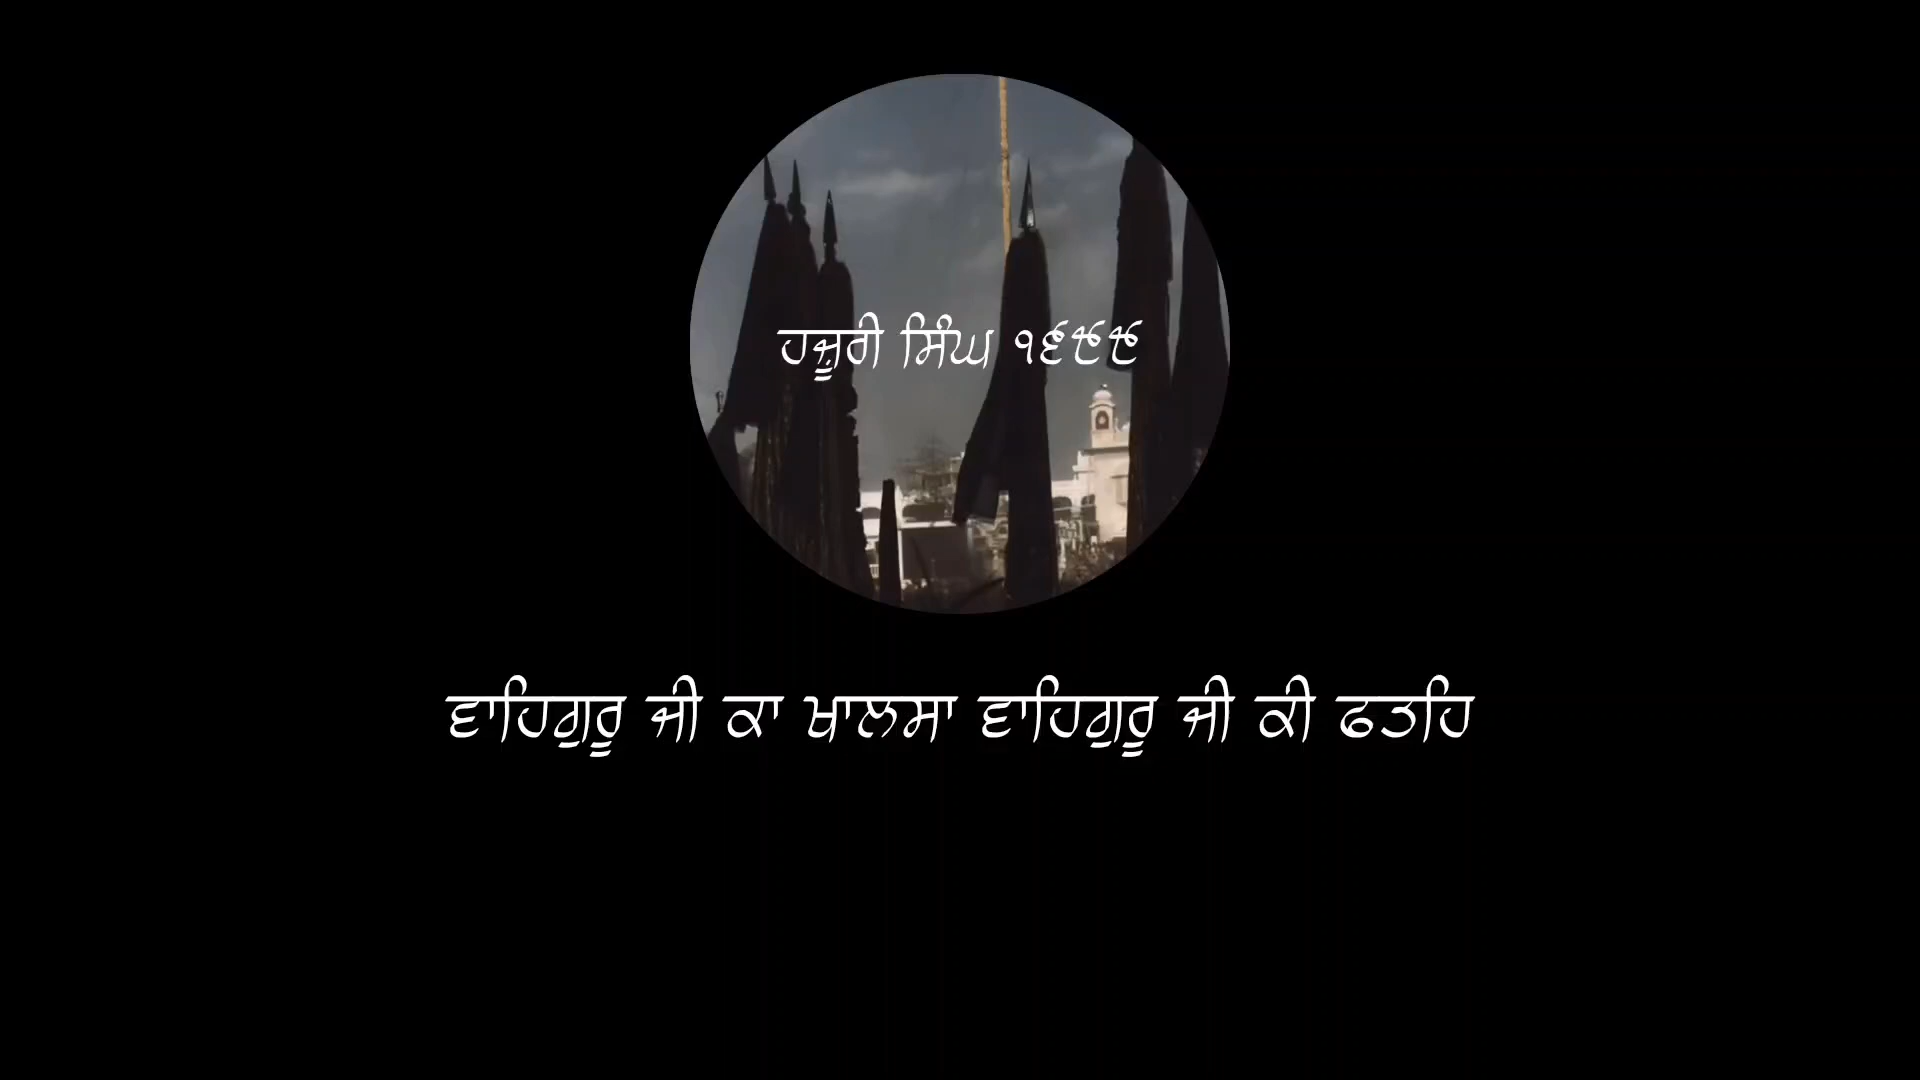 ਹਜ਼ੂਰੀ ਸਿੰਘ ੧੬੯੯
ਵਾਹਿਗੁਰੂ ਜੀ ਕਾ ਖਾਲਸਾ ਵਾਹਿਗੁਰੂ ਜੀ ਕੀ ਫਤਹਿ